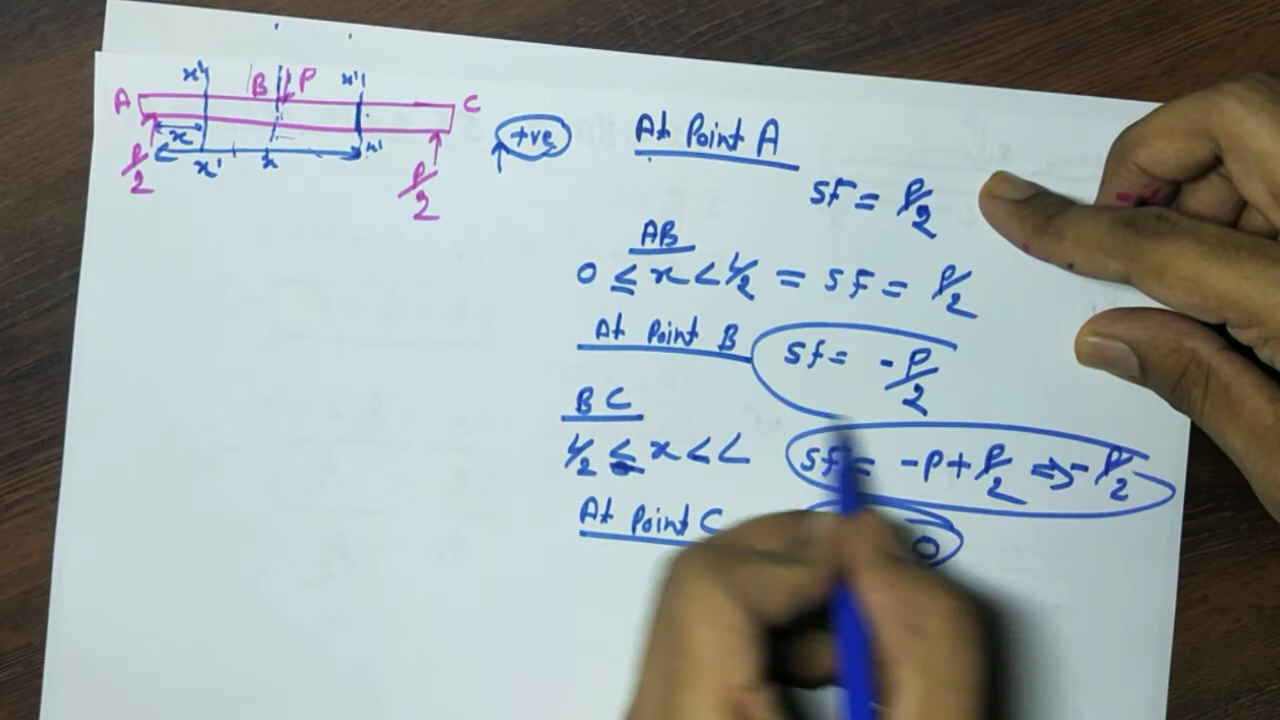 x' B P x'
A C
x
P/2 x' x x' P/2
+ve
At Point A
SF = P/2
AB
0 ≤ x < L/2 = SF = P/2
At Point B SF = -P/2
BC
L/2 ≤ x < L SF = -P + P/2 ⇒ -P/2
At Point C 0